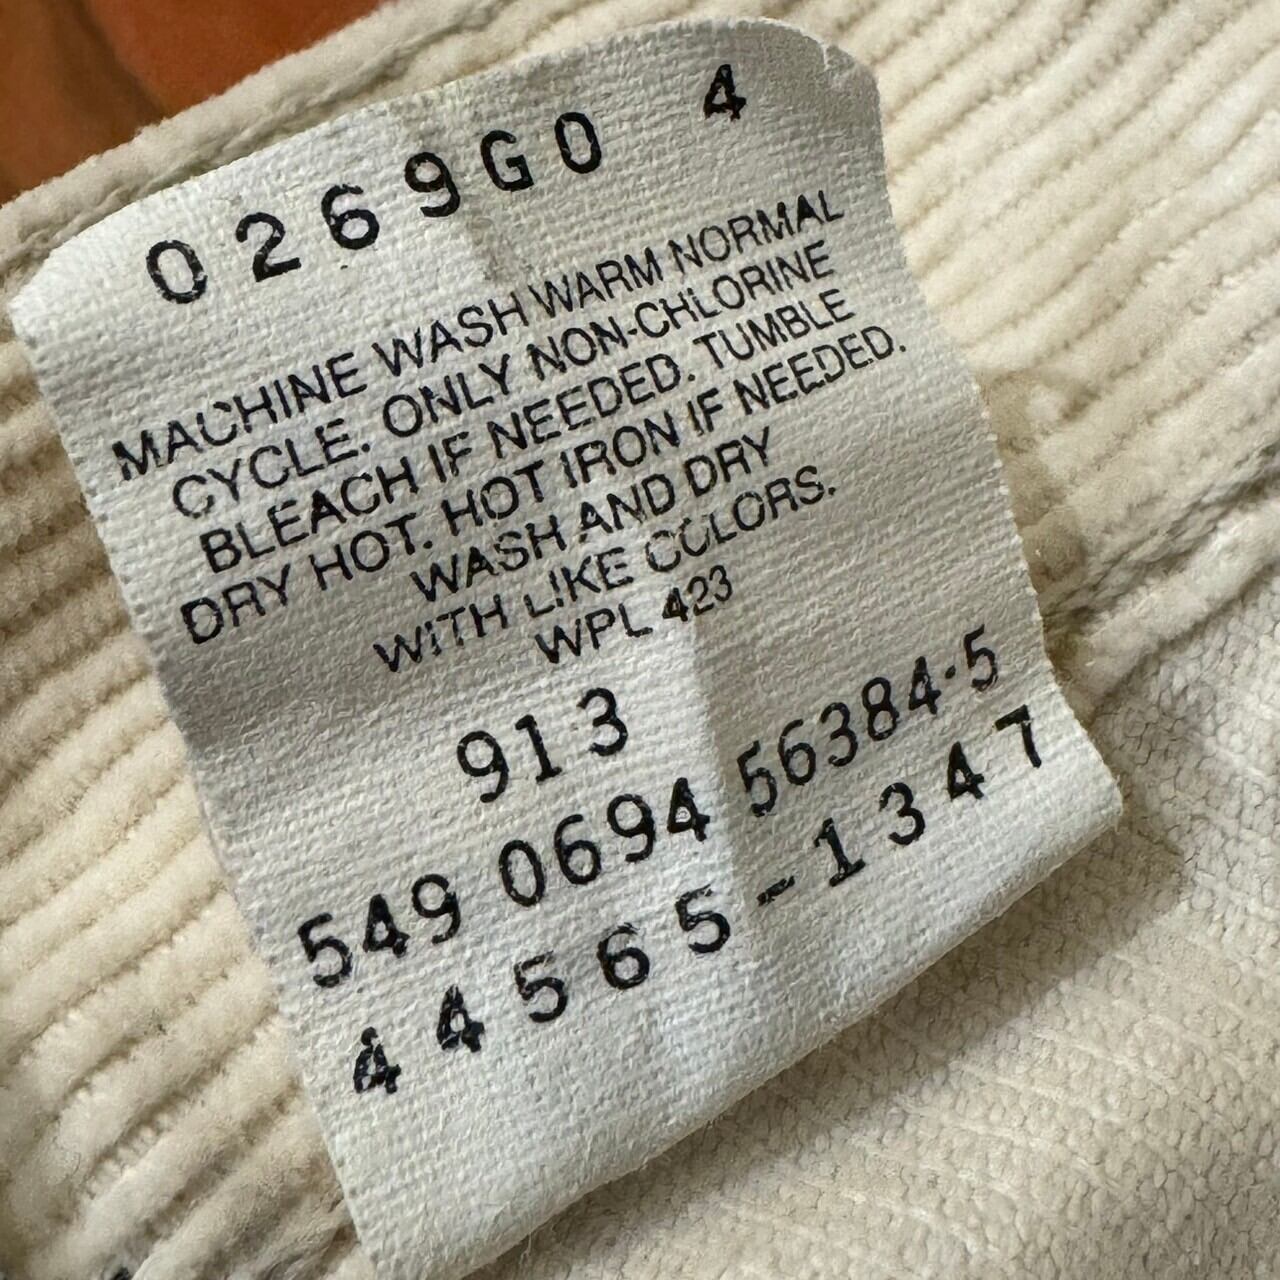 0269G0 4
MACHINE WASH WARM NORMAL
CYCLE. ONLY NON-CHLORINE
BLEACH IF NEEDED. TUMBLE
DRY HOT. HOT IRON IF NEEDED.
WASH AND DRY
WITH LIKE COLORS.
WPL 423
913
549 0694 56384-5
44565-1347